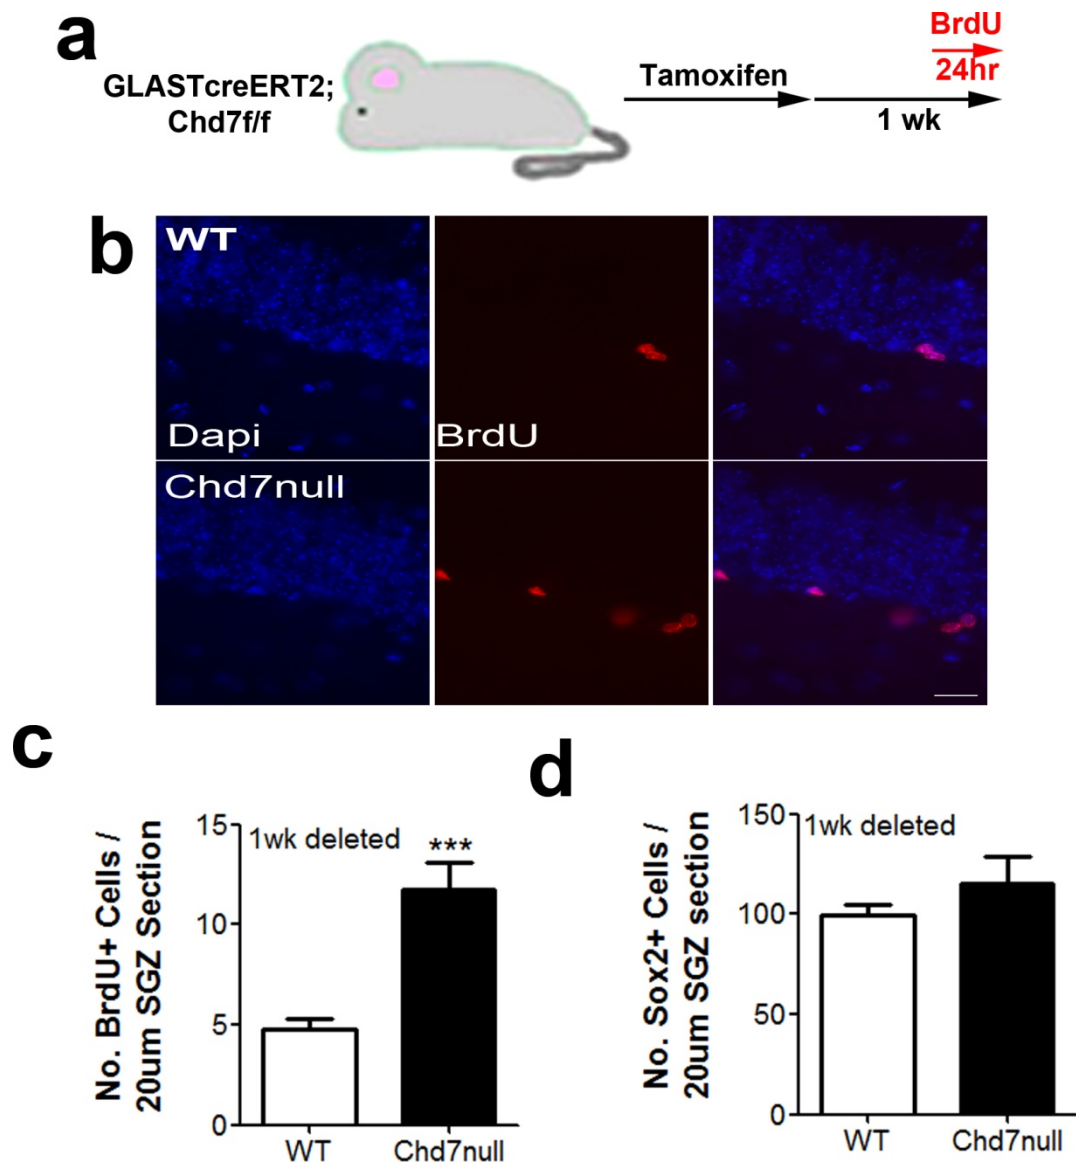 a
GLASTcreERT2;
Chd7f/f
Tamoxifen
BrdU
24hr
1 wk
b
WT
Dapi
BrdU
Chd7null
c
No. BrdU+ Cells /
20um SGZ Section
15
10
5
0
1wk deleted
***
WT
Chd7null
d
No. Sox2+ Cells /
20um SGZ section
150
100
50
0
1wk deleted
WT
Chd7null